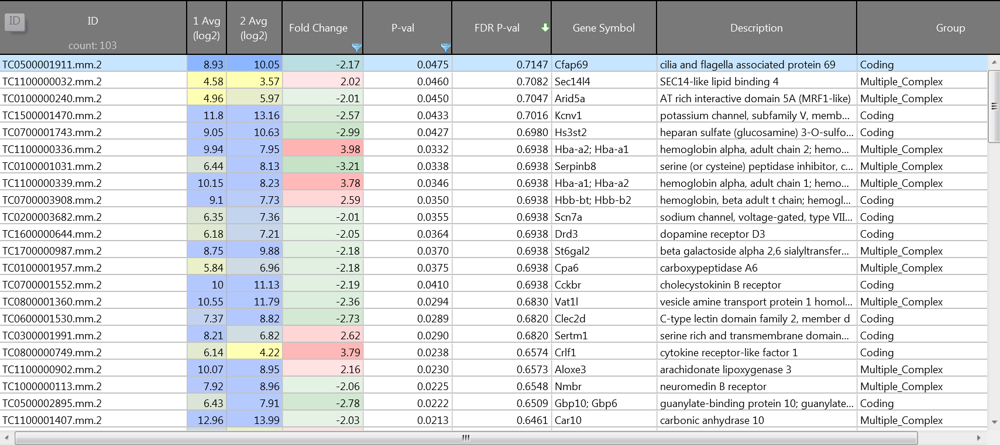 ID ID count: 103 1 Avg (log2) 2 Avg (log2) Fold Change P-val FDR P-val Gene Symbol Description Group
TC0500001911.mm.2 8.93 10.05 -2.17 0.0475 0.7147 Cfap69 cilia and flagella associated protein 69 Coding
TC1100000032.mm.2 4.58 3.57 2.02 0.0460 0.7082 Sec14l4 SEC14-like lipid binding 4 Multiple_Complex
TC0100000240.mm.2 4.96 5.97 -2.01 0.0450 0.7047 Arid5a AT rich interactive domain 5A (MRF1-like) Multiple_Complex
TC1500001470.mm.2 11.8 13.16 -2.57 0.0433 0.7016 Kcnv1 potassium channel, subfamily V, memb... Coding
TC0700001743.mm.2 9.05 10.63 -2.99 0.0427 0.6980 Hs3st2 heparan sulfate (glucosamine) 3-O-sulfo... Coding
TC1100000336.mm.2 9.94 7.95 3.98 0.0332 0.6938 Hba-a2; Hba-a1 hemoglobin alpha, adult chain 2; hemo... Multiple_Complex
TC0100001031.mm.2 6.44 8.13 -3.21 0.0338 0.6938 Serpinb8 serine (or cysteine) peptidase inhibitor, c... Multiple_Complex
TC1100000339.mm.2 10.15 8.23 3.78 0.0346 0.6938 Hba-a1; Hba-a2 hemoglobin alpha, adult chain 1; hemo... Multiple_Complex
TC0700003908.mm.2 9.1 7.73 2.59 0.0350 0.6938 Hbb-bt; Hbb-b2 hemoglobin, beta adult t chain; hemogl... Coding
TC0200003682.mm.2 6.35 7.36 -2.01 0.0355 0.6938 Scn7a sodium channel, voltage-gated, type VII... Coding
TC1600000644.mm.2 6.18 7.21 -2.05 0.0364 0.6938 Drd3 dopamine receptor D3 Coding
TC1700000987.mm.2 8.75 9.88 -2.18 0.0370 0.6938 St6gal2 beta galactoside alpha 2,6 sialyltransfer... Multiple_Complex
TC0100001957.mm.2 5.84 6.96 -2.18 0.0375 0.6938 Cpa6 carboxypeptidase A6 Multiple_Complex
TC0700001552.mm.2 10 11.13 -2.19 0.0410 0.6938 Cckbr cholecystokinin B receptor Coding
TC0800001360.mm.2 10.55 11.79 -2.36 0.0294 0.6830 Vat1l vesicle amine transport protein 1 homol... Multiple_Complex
TC0600001530.mm.2 7.37 8.82 -2.73 0.0289 0.6820 Clec2d C-type lectin domain family 2, member d Coding
TC0300001991.mm.2 8.21 6.82 2.62 0.0290 0.6820 Sertm1 serine rich and transmembrane domain... Coding
TC0800000749.mm.2 6.14 4.22 3.79 0.0238 0.6574 Crlf1 cytokine receptor-like factor 1 Coding
TC1100000902.mm.2 10.07 8.95 2.16 0.0230 0.6573 Aloxe3 arachidonate lipoxygenase 3 Multiple_Complex
TC1000000113.mm.2 7.92 8.96 -2.06 0.0225 0.6548 Nmbr neuromedin B receptor Multiple_Complex
TC0500002895.mm.2 6.43 7.91 -2.78 0.0222 0.6509 Gbp10; Gbp6 guanylate-binding protein 10; guanylate... Coding
TC1100001407.mm.2 12.96 13.99 -2.03 0.0213 0.6461 Car10 carbonic anhydrase 10 Multiple_Complex